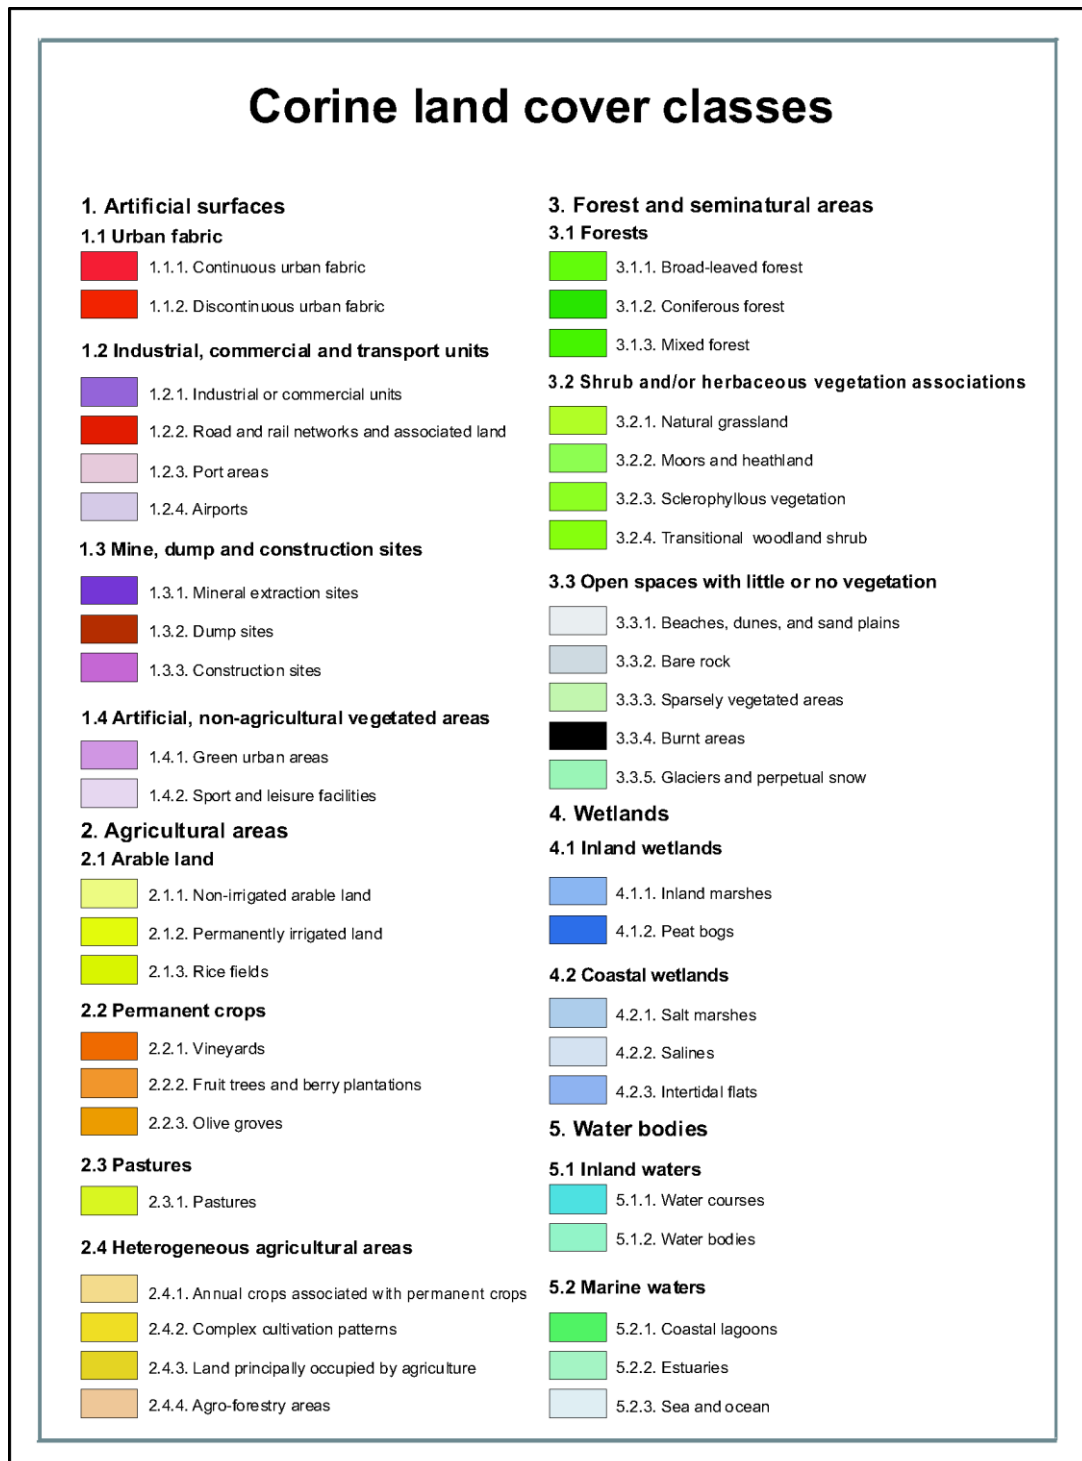 Corine land cover classes
1. Artificial surfaces
1.1 Urban fabric
1.1.1. Continuous urban fabric
1.1.2. Discontinuous urban fabric
1.2 Industrial, commercial and transport units
1.2.1. Industrial or commercial units
1.2.2. Road and rail networks and associated land
1.2.3. Port areas
1.2.4. Airports
1.3 Mine, dump and construction sites
1.3.1. Mineral extraction sites
1.3.2. Dump sites
1.3.3. Construction sites
1.4 Artificial, non-agricultural vegetated areas
1.4.1. Green urban areas
1.4.2. Sport and leisure facilities
2. Agricultural areas
2.1 Arable land
2.1.1. Non-irrigated arable land
2.1.2. Permanently irrigated land
2.1.3. Rice fields
2.2 Permanent crops
2.2.1. Vineyards
2.2.2. Fruit trees and berry plantations
2.2.3. Olive groves
2.3 Pastures
2.3.1. Pastures
2.4 Heterogeneous agricultural areas
2.4.1. Annual crops associated with permanent crops
2.4.2. Complex cultivation patterns
2.4.3. Land principally occupied by agriculture
2.4.4. Agro-forestry areas
3. Forest and seminatural areas
3.1 Forests
3.1.1. Broad-leaved forest
3.1.2. Coniferous forest
3.1.3. Mixed forest
3.2 Shrub and/or herbaceous vegetation associations
3.2.1. Natural grassland
3.2.2. Moors and heathland
3.2.3. Sclerophyllous vegetation
3.2.4. Transitional woodland shrub
3.3 Open spaces with little or no vegetation
3.3.1. Beaches, dunes, and sand plains
3.3.2. Bare rock
3.3.3. Sparsely vegetated areas
3.3.4. Burnt areas
3.3.5. Glaciers and perpetual snow
4. Wetlands
4.1 Inland wetlands
4.1.1. Inland marshes
4.1.2. Peat bogs
4.2 Coastal wetlands
4.2.1. Salt marshes
4.2.2. Salines
4.2.3. Intertidal flats
5. Water bodies
5.1 Inland waters
5.1.1. Water courses
5.1.2. Water bodies
5.2 Marine waters
5.2.1. Coastal lagoons
5.2.2. Estuaries
5.2.3. Sea and ocean